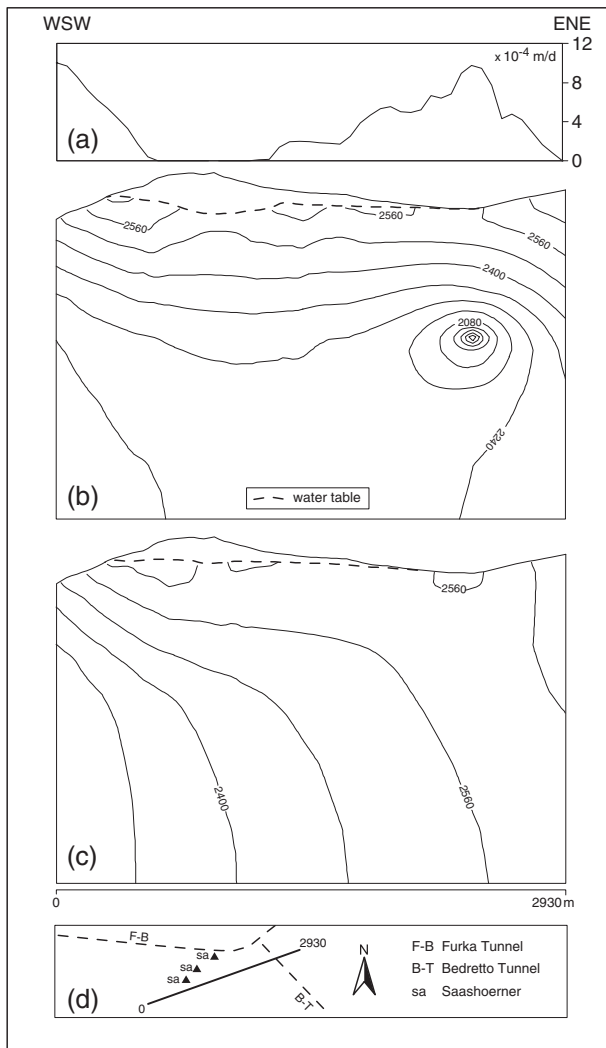 WSW ENE
12
x 10-4 m/d
8
4
(a) 0
2560 2560 2560
2400
2080
2240
(b) water table
2560
2400 2560
(c)
0 2930 m
F-B 2930 N F-B Furka Tunnel
sa
sa B-T Bedretto Tunnel
sa sa Saashoerner
(d) 0 B-T